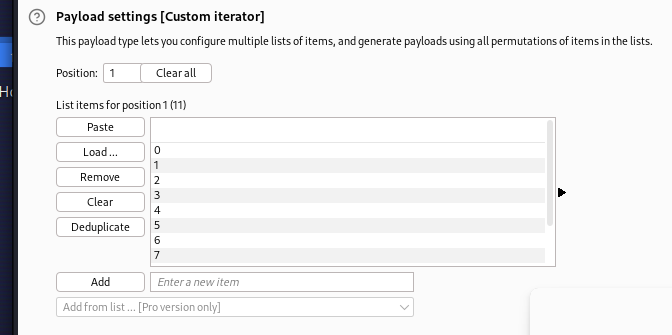 Payload settings [Custom iterator]
This payload type lets you configure multiple lists of items, and generate payloads using all permutations of items in the lists.
Position: 1 Clear all
List items for position 1 (11)
Paste
Load ...
Remove
Clear
Deduplicate
0
1
2
3
4
5
6
7
Add Enter a new item
Add from list ... [Pro version only]